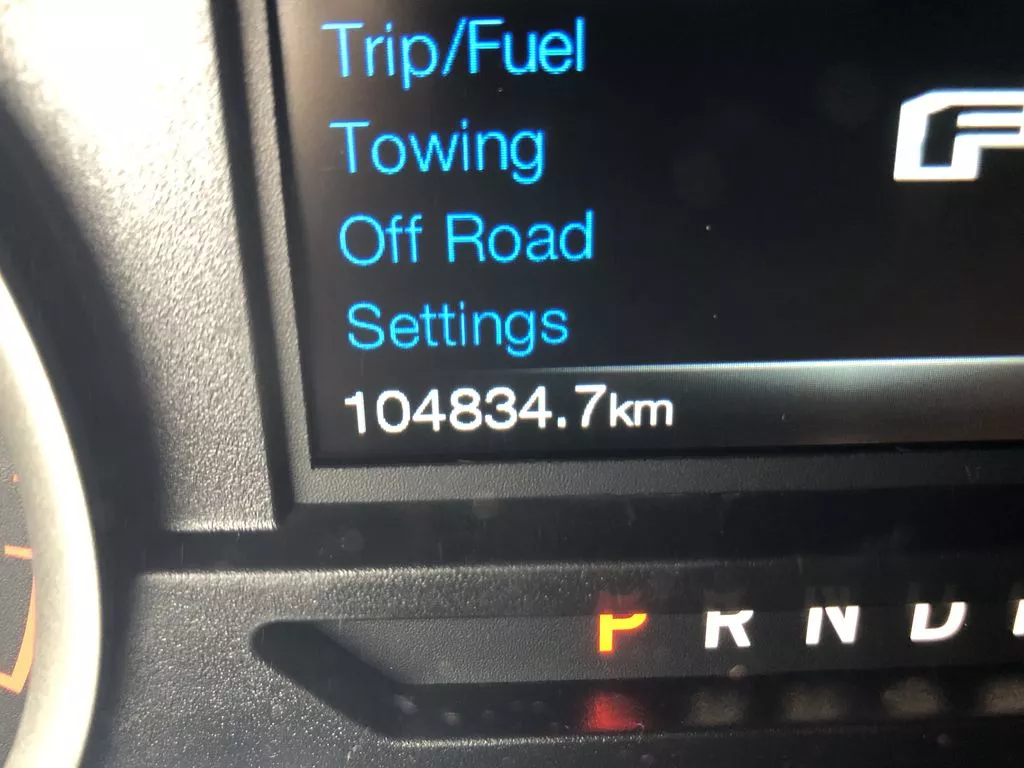 Trip/Fuel
Towing
F
Off Road
Settings
104834.7km
P R N D